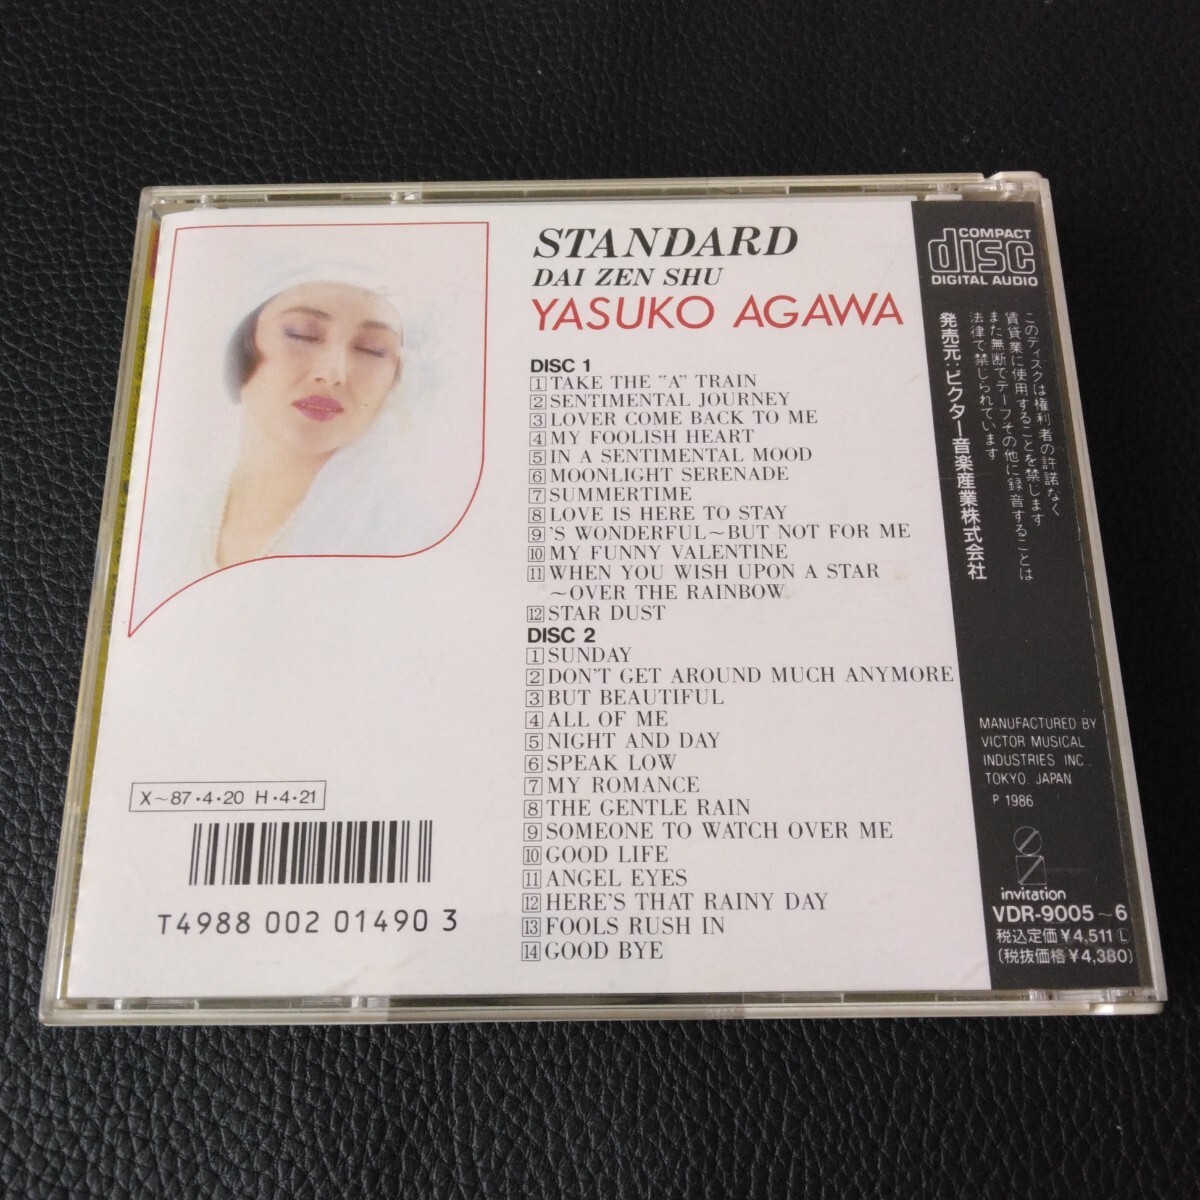 STANDARD
DAI ZEN SHU
YASUKO AGAWA
DISC 1
1 TAKE THE "A" TRAIN
2 SENTIMENTAL JOURNEY
3 LOVER COME BACK TO ME
4 MY FOOLISH HEART
5 IN A SENTIMENTAL MOOD
6 MOONLIGHT SERENADE
7 SUMMERTIME
8 LOVE IS HERE TO STAY
9 'S WONDERFUL~BUT NOT FOR ME
10 MY FUNNY VALENTINE
11 WHEN YOU WISH UPON A STAR
~OVER THE RAINBOW
12 STAR DUST
DISC 2
1 SUNDAY
2 DON'T GET AROUND MUCH ANYMORE
3 BUT BEAUTIFUL
4 ALL OF ME
5 NIGHT AND DAY
6 SPEAK LOW
7 MY ROMANCE
8 THE GENTLE RAIN
9 SOMEONE TO WATCH OVER ME
10 GOOD LIFE
11 ANGEL EYES
12 HERE'S THAT RAINY DAY
13 FOOLS RUSH IN
14 GOOD BYE
X~87・4・20 H・4・21
T4988 002 01490 3
COMPACT
disc
DIGITAL AUDIO
このディスクは権利者の許諾なく
賃貸業に使用することを禁じます
また無断でテープその他に録音することは
法律で禁じられています
発売元:ビクター音楽産業株式会社
MANUFACTURED BY
VICTOR MUSICAL
INDUSTRIES INC.
TOKYO JAPAN
P 1986
invitation
VDR-9005~6
税込定価¥4,511 L
(税抜価格¥4,380)